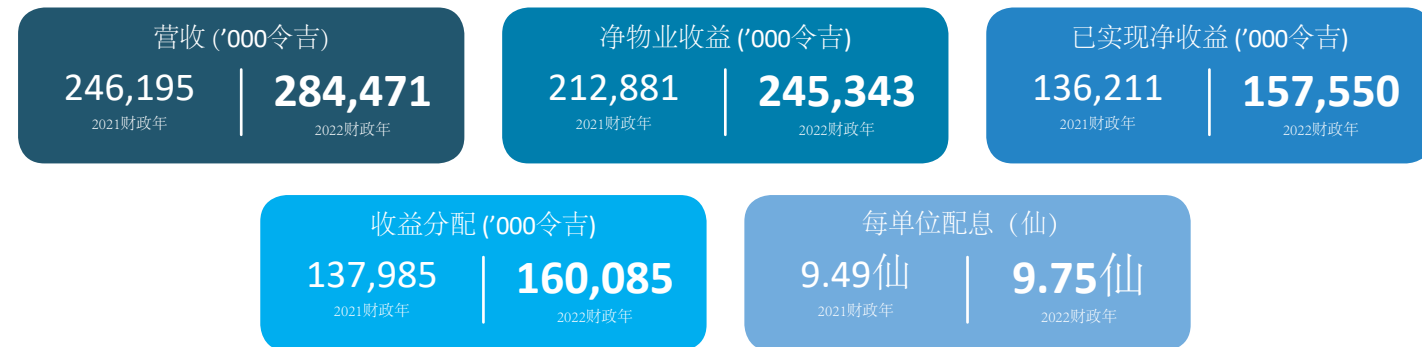 营收 (’000令吉)
246,195
284,471
2021财政年
2022财政年
净物业收益 (’000令吉)
212,881
245,343
2021财政年
2022财政年
已实现净收益 (’000令吉)
136,211
157,550
2021财政年
2022财政年
收益分配 (’000令吉)
137,985
160,085
2021财政年
2022财政年
每单位配息（仙）
9.49仙
9.75仙
2021财政年
2022财政年